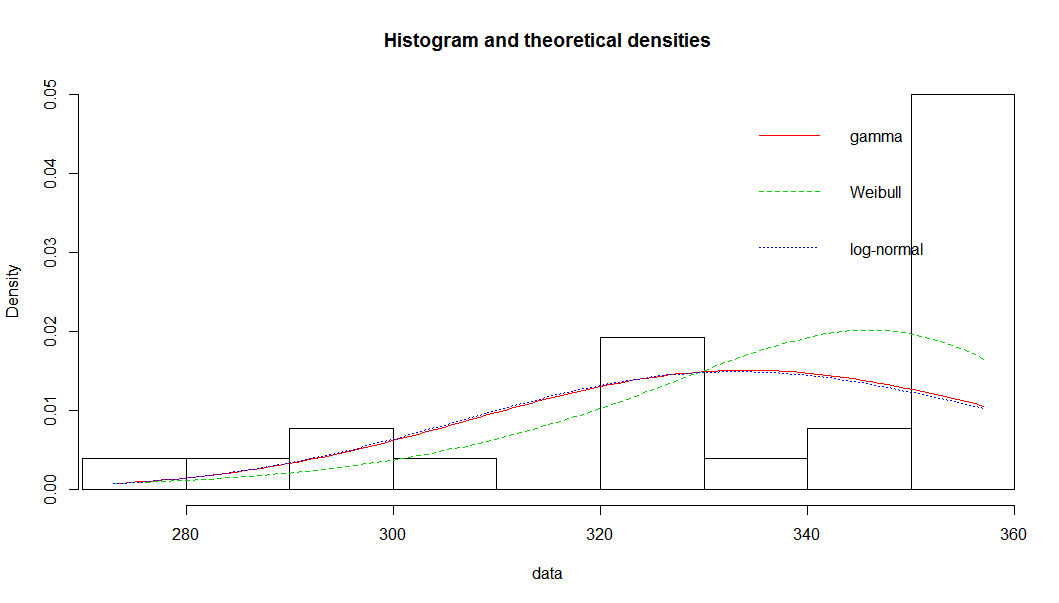 Histogram and theoretical densities
Density
0.05
0.04
0.03
0.02
0.01
0.00
gamma
Weibull
log-normal
280 300 320 340 360
data